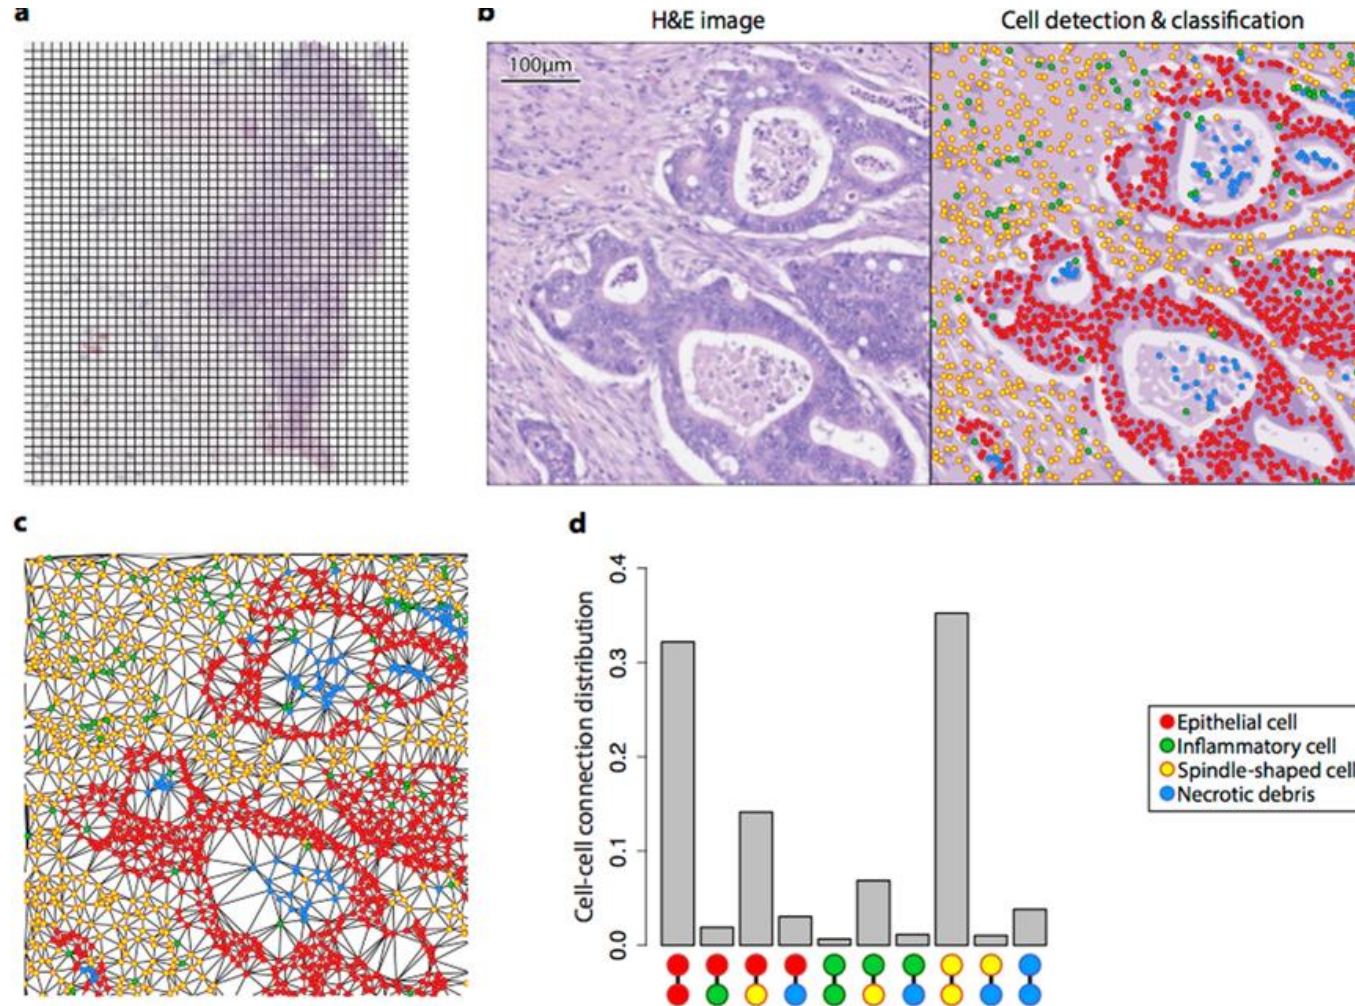 a
b
H&E image
Cell detection & classification
100μm
c
d
Cell-cell connection distribution
0.4
0.3
0.2
0.1
0.0
Epithelial cell
Inflammatory cell
Spindle-shaped cell
Necrotic debris